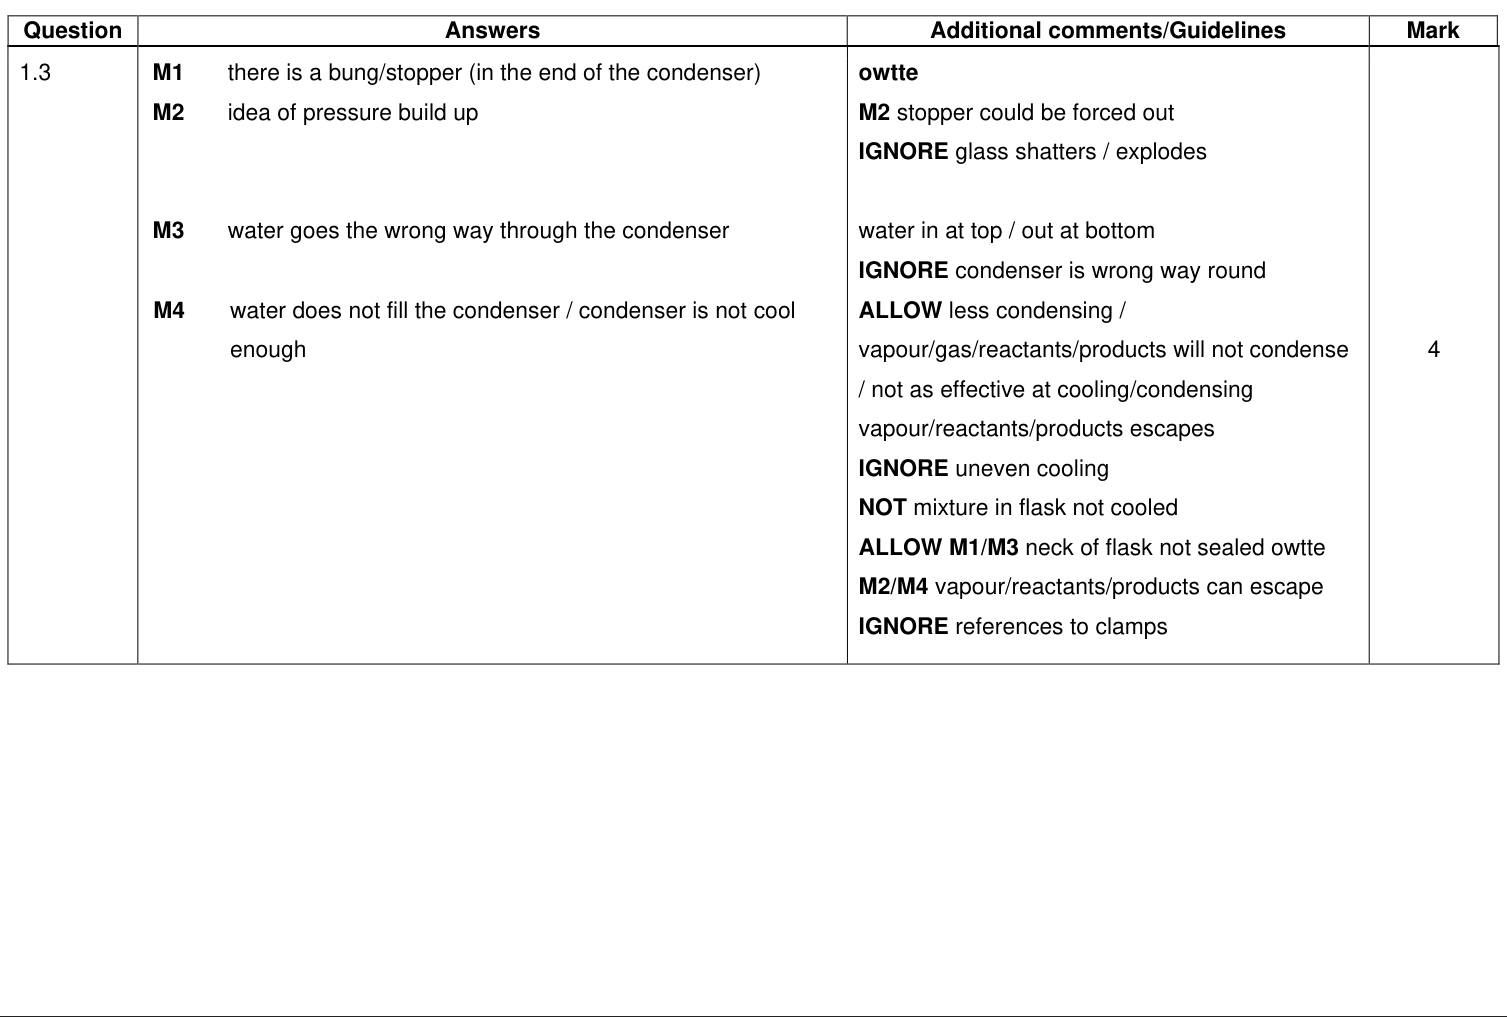 Question Answers Additional comments/Guidelines Mark
1.3 M1 there is a bung/stopper (in the end of the condenser) owtte
M2 idea of pressure build up M2 stopper could be forced out
IGNORE glass shatters / explodes
M3 water goes the wrong way through the condenser water in at top / out at bottom
IGNORE condenser is wrong way round
M4 water does not fill the condenser / condenser is not cool ALLOW less condensing /
enough vapour/gas/reactants/products will not condense 4
/ not as effective at cooling/condensing
vapour/reactants/products escapes
IGNORE uneven cooling
NOT mixture in flask not cooled
ALLOW M1/M3 neck of flask not sealed owtte
M2/M4 vapour/reactants/products can escape
IGNORE references to clamps